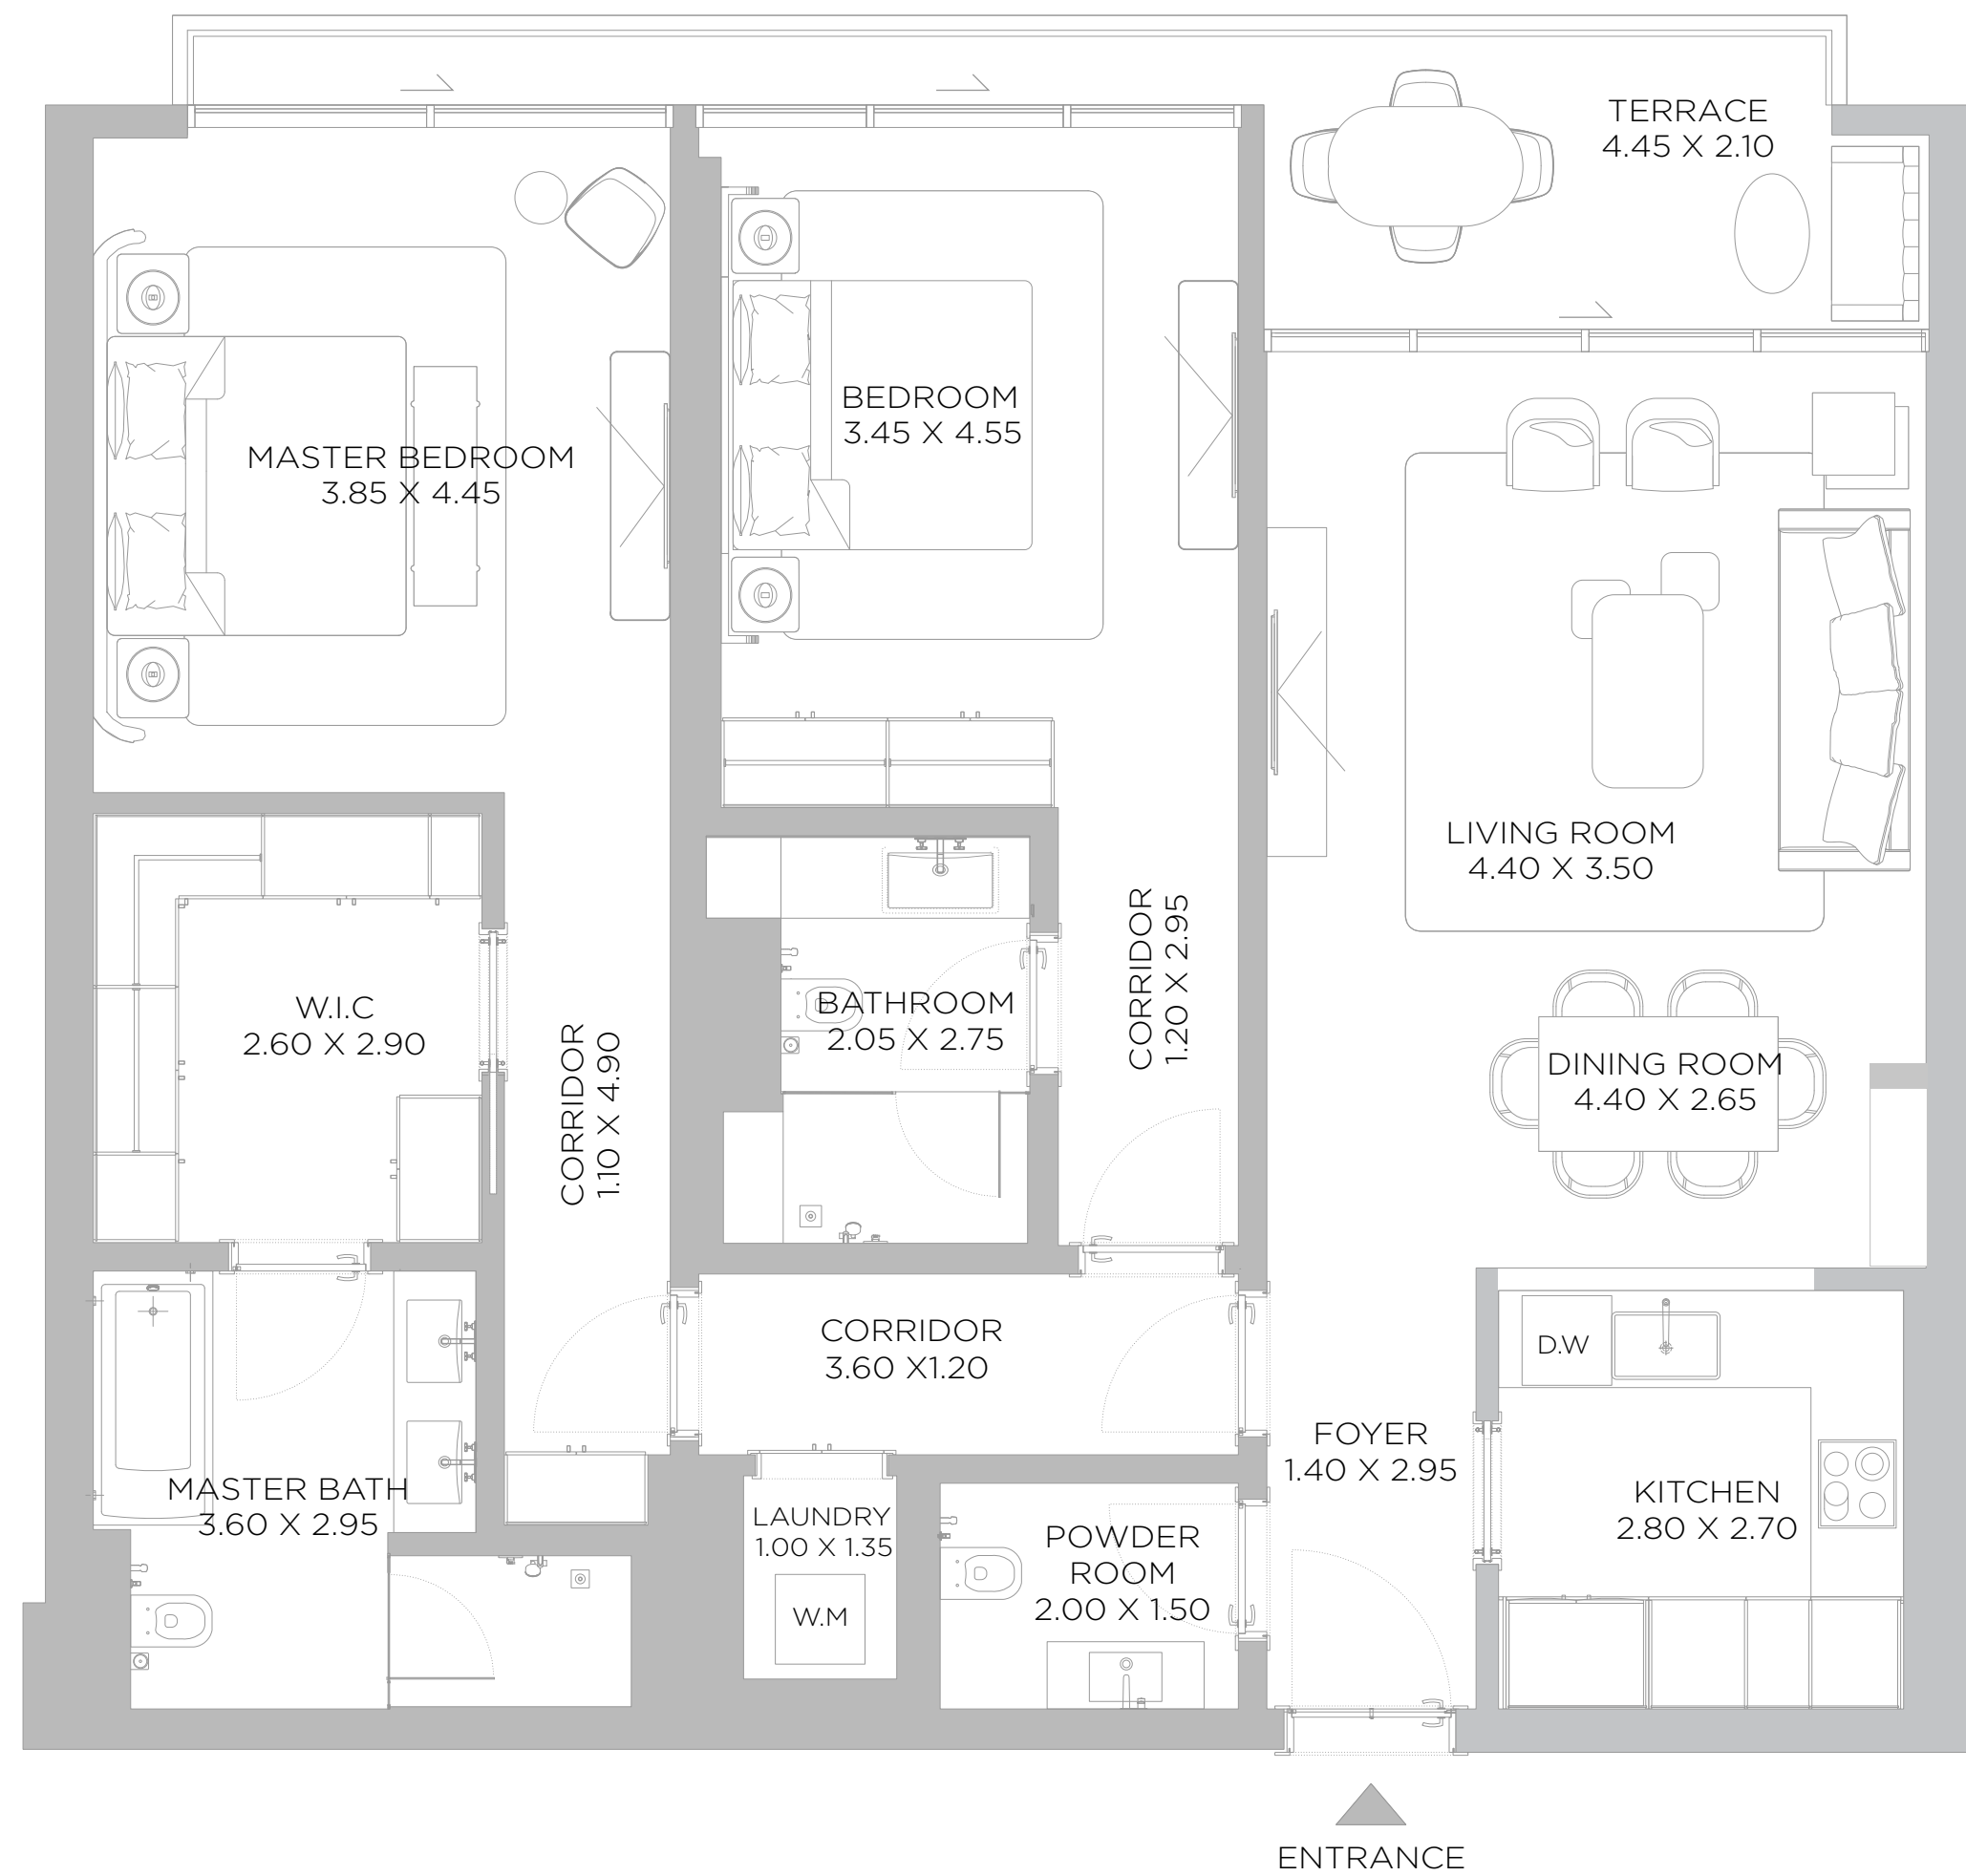 TERRACE
4.45 X 2.10
BEDROOM
3.45 X 4.55
MASTER BEDROOM
3.85 X 4.45
LIVING ROOM
4.40 X 3.50
W.I.C
2.60 X 2.90
CORRIDOR
1.10 X 4.90
BATHROOM
2.05 X 2.75
CORRIDOR
1.20 X 2.95
DINING ROOM
4.40 X 2.65
CORRIDOR
3.60 X1.20
D.W
FOYER
1.40 X 2.95
MASTER BATH
3.60 X 2.95
LAUNDRY
1.00 X 1.35
W.M
POWDER
ROOM
2.00 X 1.50
KITCHEN
2.80 X 2.70
ENTRANCE